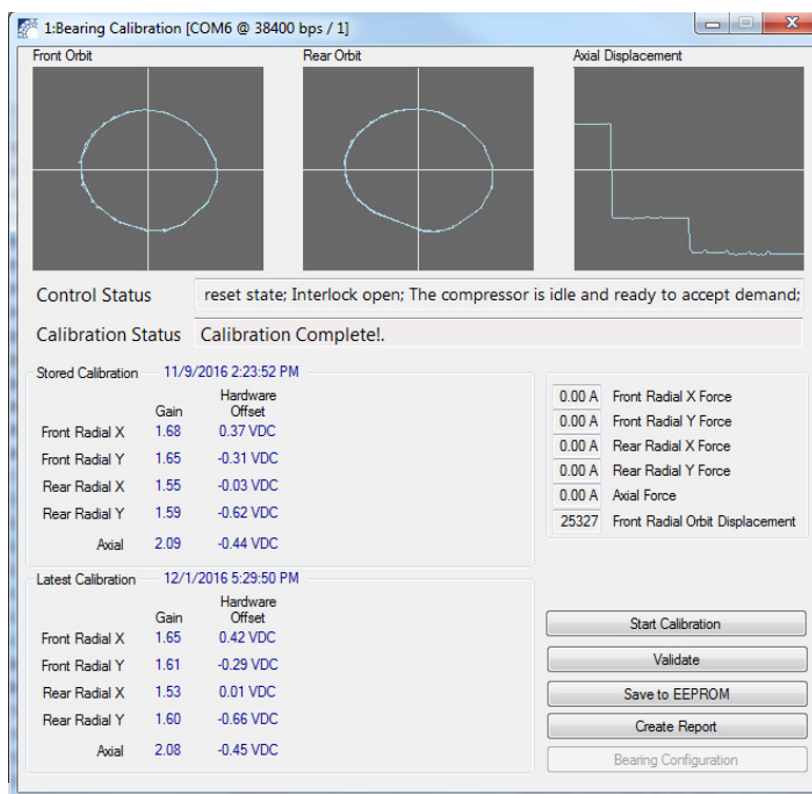 1:Bearing Calibration [COM6 @ 38400 bps / 1]
Front Orbit Rear Orbit Axial Displacement
Control Status reset state; Interlock open; The compressor is idle and ready to accept demand;
Calibration Status Calibration Complete!.
Stored Calibration 11/9/2016 2:23:52 PM
Gain Hardware Offset
Front Radial X 1.68 0.37 VDC
Front Radial Y 1.65 -0.31 VDC
Rear Radial X 1.55 -0.03 VDC
Rear Radial Y 1.59 -0.62 VDC
Axial 2.09 -0.44 VDC
0.00 A Front Radial X Force
0.00 A Front Radial Y Force
0.00 A Rear Radial X Force
0.00 A Rear Radial Y Force
0.00 A Axial Force
25327 Front Radial Orbit Displacement
Latest Calibration 12/1/2016 5:29:50 PM
Gain Hardware Offset
Front Radial X 1.65 0.42 VDC
Front Radial Y 1.61 -0.29 VDC
Rear Radial X 1.53 0.01 VDC
Rear Radial Y 1.60 -0.66 VDC
Axial 2.08 -0.45 VDC
Start Calibration
Validate
Save to EEPROM
Create Report
Bearing Configuration